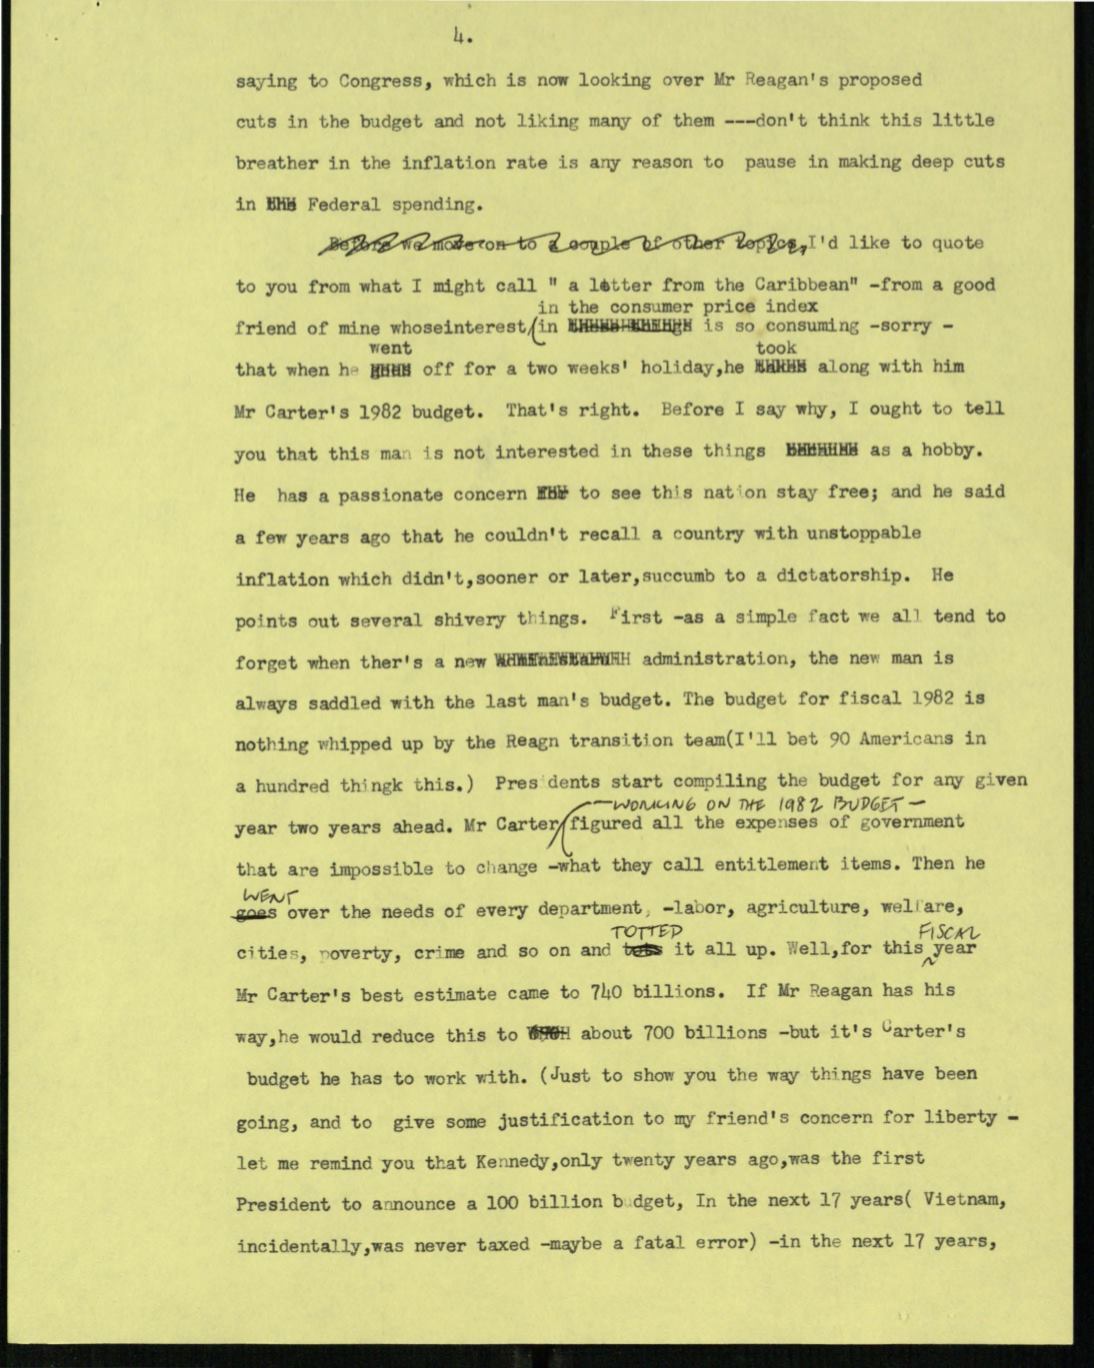 4.
saying to Congress, which is now looking over Mr Reagan's proposed
cuts in the budget and not liking many of them ---don't think this little
breather in the inflation rate is any reason to pause in making deep cuts
in Federal spending.
Before we move on to a couple of other topics, I'd like to quote
to you from what I might call " a letter from the Caribbean" -from a good
in the consumer price index
friend of mine whoseinterest/in is so consuming -sorry -
went took
that when he off for a two weeks' holiday,he along with him
Mr Carter's 1982 budget. That's right. Before I say why, I ought to tell
you that this man is not interested in these things as a hobby.
He has a passionate concern to see this nation stay free; and he said
a few years ago that he couldn't recall a country with unstoppable
inflation which didn't,sooner or later,succumb to a dictatorship. He
points out several shivery things. First -as a simple fact we all tend to
forget when ther's a new administration, the new man is
always saddled with the last man's budget. The budget for fiscal 1982 is
nothing whipped up by the Reagn transition team(I'll bet 90 Americans in
a hundred thingk this.) Presidents start compiling the budget for any given
—WORKING ON THE 1982 BUDGET—
year two years ahead. Mr Carter/figured all the expenses of government
that are impossible to change -what they call entitlement items. Then he
WENT
goes over the needs of every department, -labor, agriculture, welfare,
TOTTED FISCAL
cities, poverty, crime and so on and tots it all up. Well,for this year
Mr Carter's best estimate came to 740 billions. If Mr Reagan has his
way,he would reduce this to about 700 billions -but it's Carter's
budget he has to work with. (Just to show you the way things have been
going, and to give some justification to my friend's concern for liberty -
let me remind you that Kennedy,only twenty years ago,was the first
President to announce a 100 billion budget, In the next 17 years( Vietnam,
incidentally,was never taxed -maybe a fatal error) -in the next 17 years,